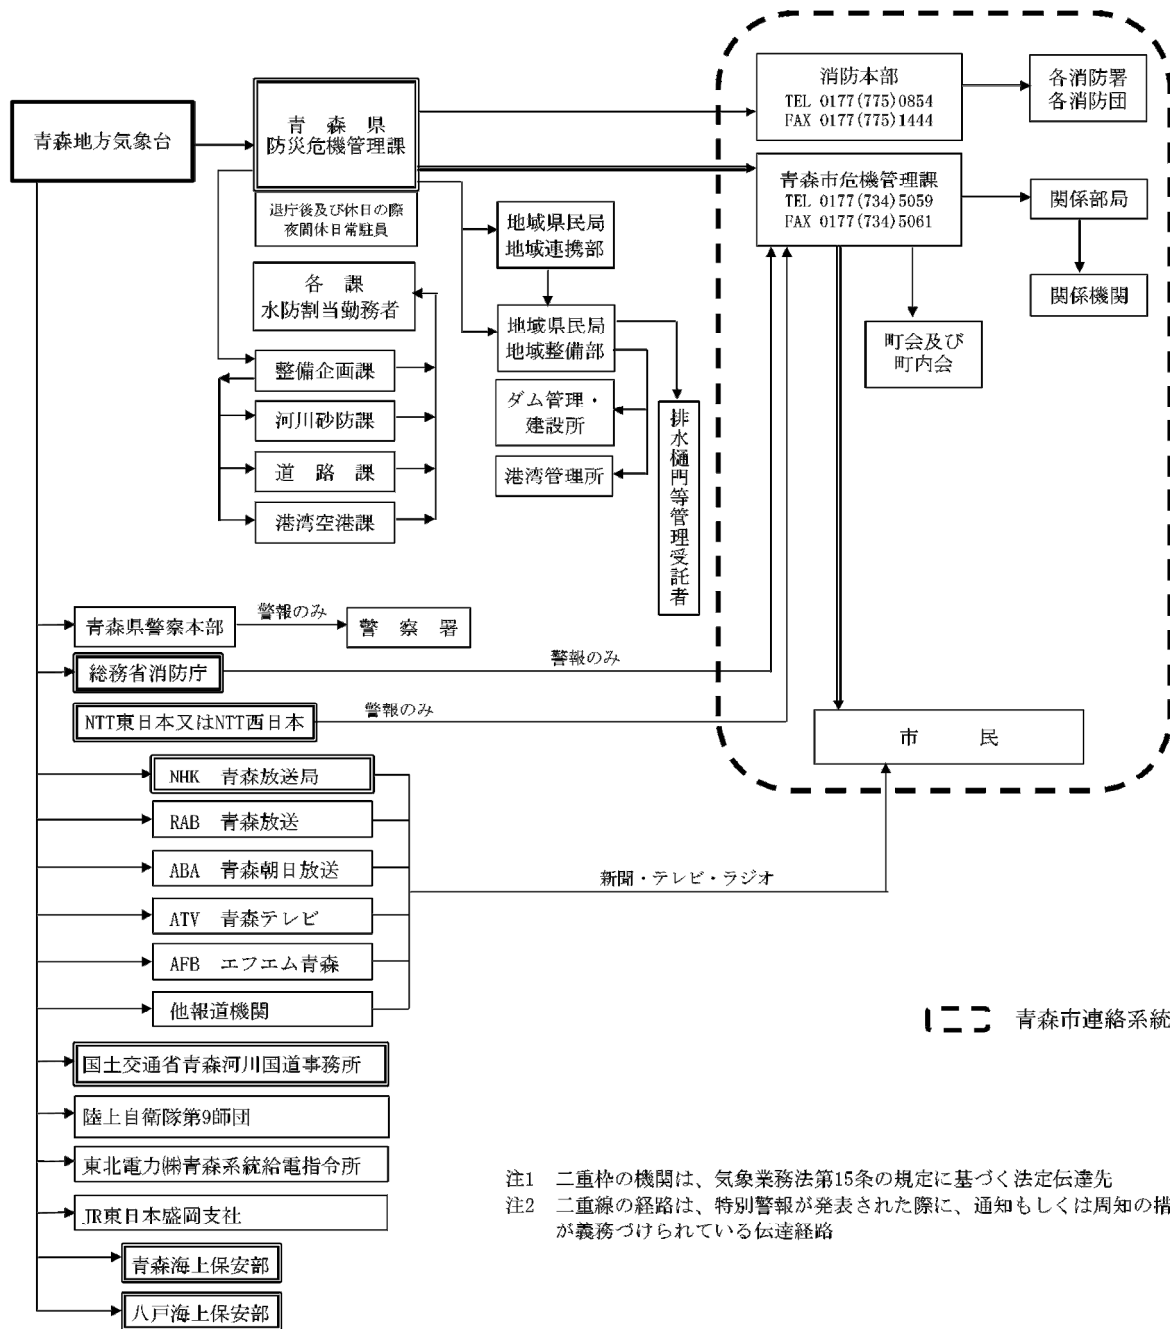 青森地方気象台
青　森　県
防災危機管理課
退庁後及び休日の際
夜間休日常駐員
各　課
水防割当勤務者
整備企画課
河川砂防課
道　路　課
港湾空港課
地域県民局
地域連携部
地域県民局
地域整備部
ダム管理・
建設所
港湾管理所
排水樋門等管理受託者
消防本部
TEL 0177(775)0854
FAX 0177(775)1444
各消防署
各消防団
青森市危機管理課
TEL 0177(734)5059
FAX 0177(734)5061
関係部局
関係機関
町会及び
町内会
市　　民
青森県警察本部
警報のみ
警　察　署
総務省消防庁
警報のみ
NTT東日本又はNTT西日本
警報のみ
NHK　青森放送局
RAB　青森放送
ABA　青森朝日放送
ATV　青森テレビ
AFB　エフエム青森
他報道機関
新聞・テレビ・ラジオ
青森市連絡系統
国土交通省青森河川国道事務所
陸上自衛隊第9師団
東北電力㈱青森系統給電指令所
JR東日本盛岡支社
青森海上保安部
八戸海上保安部
注1　二重枠の機関は、気象業務法第15条の規定に基づく法定伝達先
注2　二重線の経路は、特別警報が発表された際に、通知もしくは周知の措
が義務づけられている伝達経路